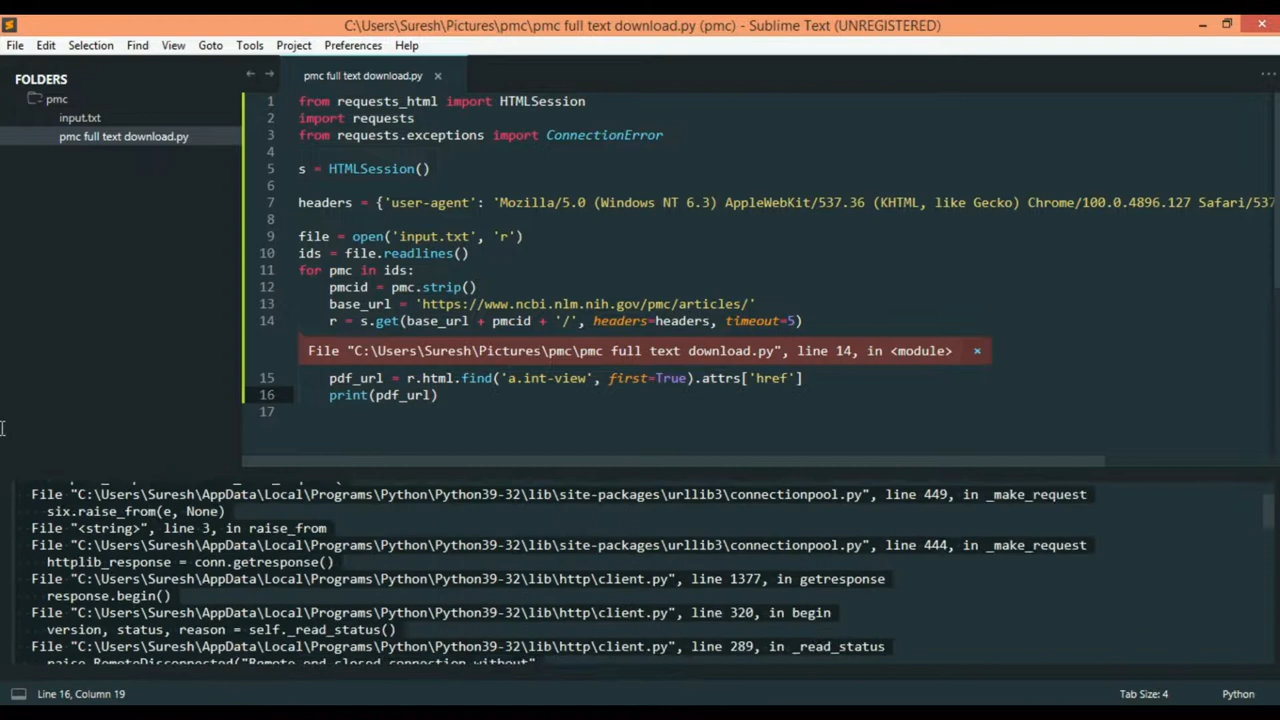 C:\Users\Suresh\Pictures\pmc\pmc full text download.py (pmc) - Sublime Text (UNREGISTERED)
File Edit Selection Find View Goto Tools Project Preferences Help
FOLDERS
pmc
input.txt
pmc full text download.py
pmc full text download.py ×
1 from requests_html import HTMLSession
2 import requests
3 from requests.exceptions import ConnectionError
4
5 s = HTMLSession()
6
7 headers = {'user-agent': 'Mozilla/5.0 (Windows NT 6.3) AppleWebKit/537.36 (KHTML, like Gecko) Chrome/100.0.4896.127 Safari/537
8
9 file = open('input.txt', 'r')
10 ids = file.readlines()
11 for pmc in ids:
12 pmcid = pmc.strip()
13 base_url = 'https://www.ncbi.nlm.nih.gov/pmc/articles/'
14 r = s.get(base_url + pmcid + '/', headers=headers, timeout=5)
File "C:\Users\Suresh\Pictures\pmc\pmc full text download.py", line 14, in <module> ×
15 pdf_url = r.html.find('a.int-view', first=True).attrs['href']
16 print(pdf_url)
17
File "C:\Users\Suresh\AppData\Local\Programs\Python\Python39-32\lib\site-packages\urllib3\connectionpool.py", line 449, in _make_request
six.raise_from(e, None)
File "<string>", line 3, in raise_from
File "C:\Users\Suresh\AppData\Local\Programs\Python\Python39-32\lib\site-packages\urllib3\connectionpool.py", line 444, in _make_request
httplib_response = conn.getresponse()
File "C:\Users\Suresh\AppData\Local\Programs\Python\Python39-32\lib\http\client.py", line 1377, in getresponse
response.begin()
File "C:\Users\Suresh\AppData\Local\Programs\Python\Python39-32\lib\http\client.py", line 320, in begin
version, status, reason = self._read_status()
File "C:\Users\Suresh\AppData\Local\Programs\Python\Python39-32\lib\http\client.py", line 289, in _read_status
raise RemoteDisconnected("Remote end closed connection without"
Line 16, Column 19
Tab Size: 4
Python